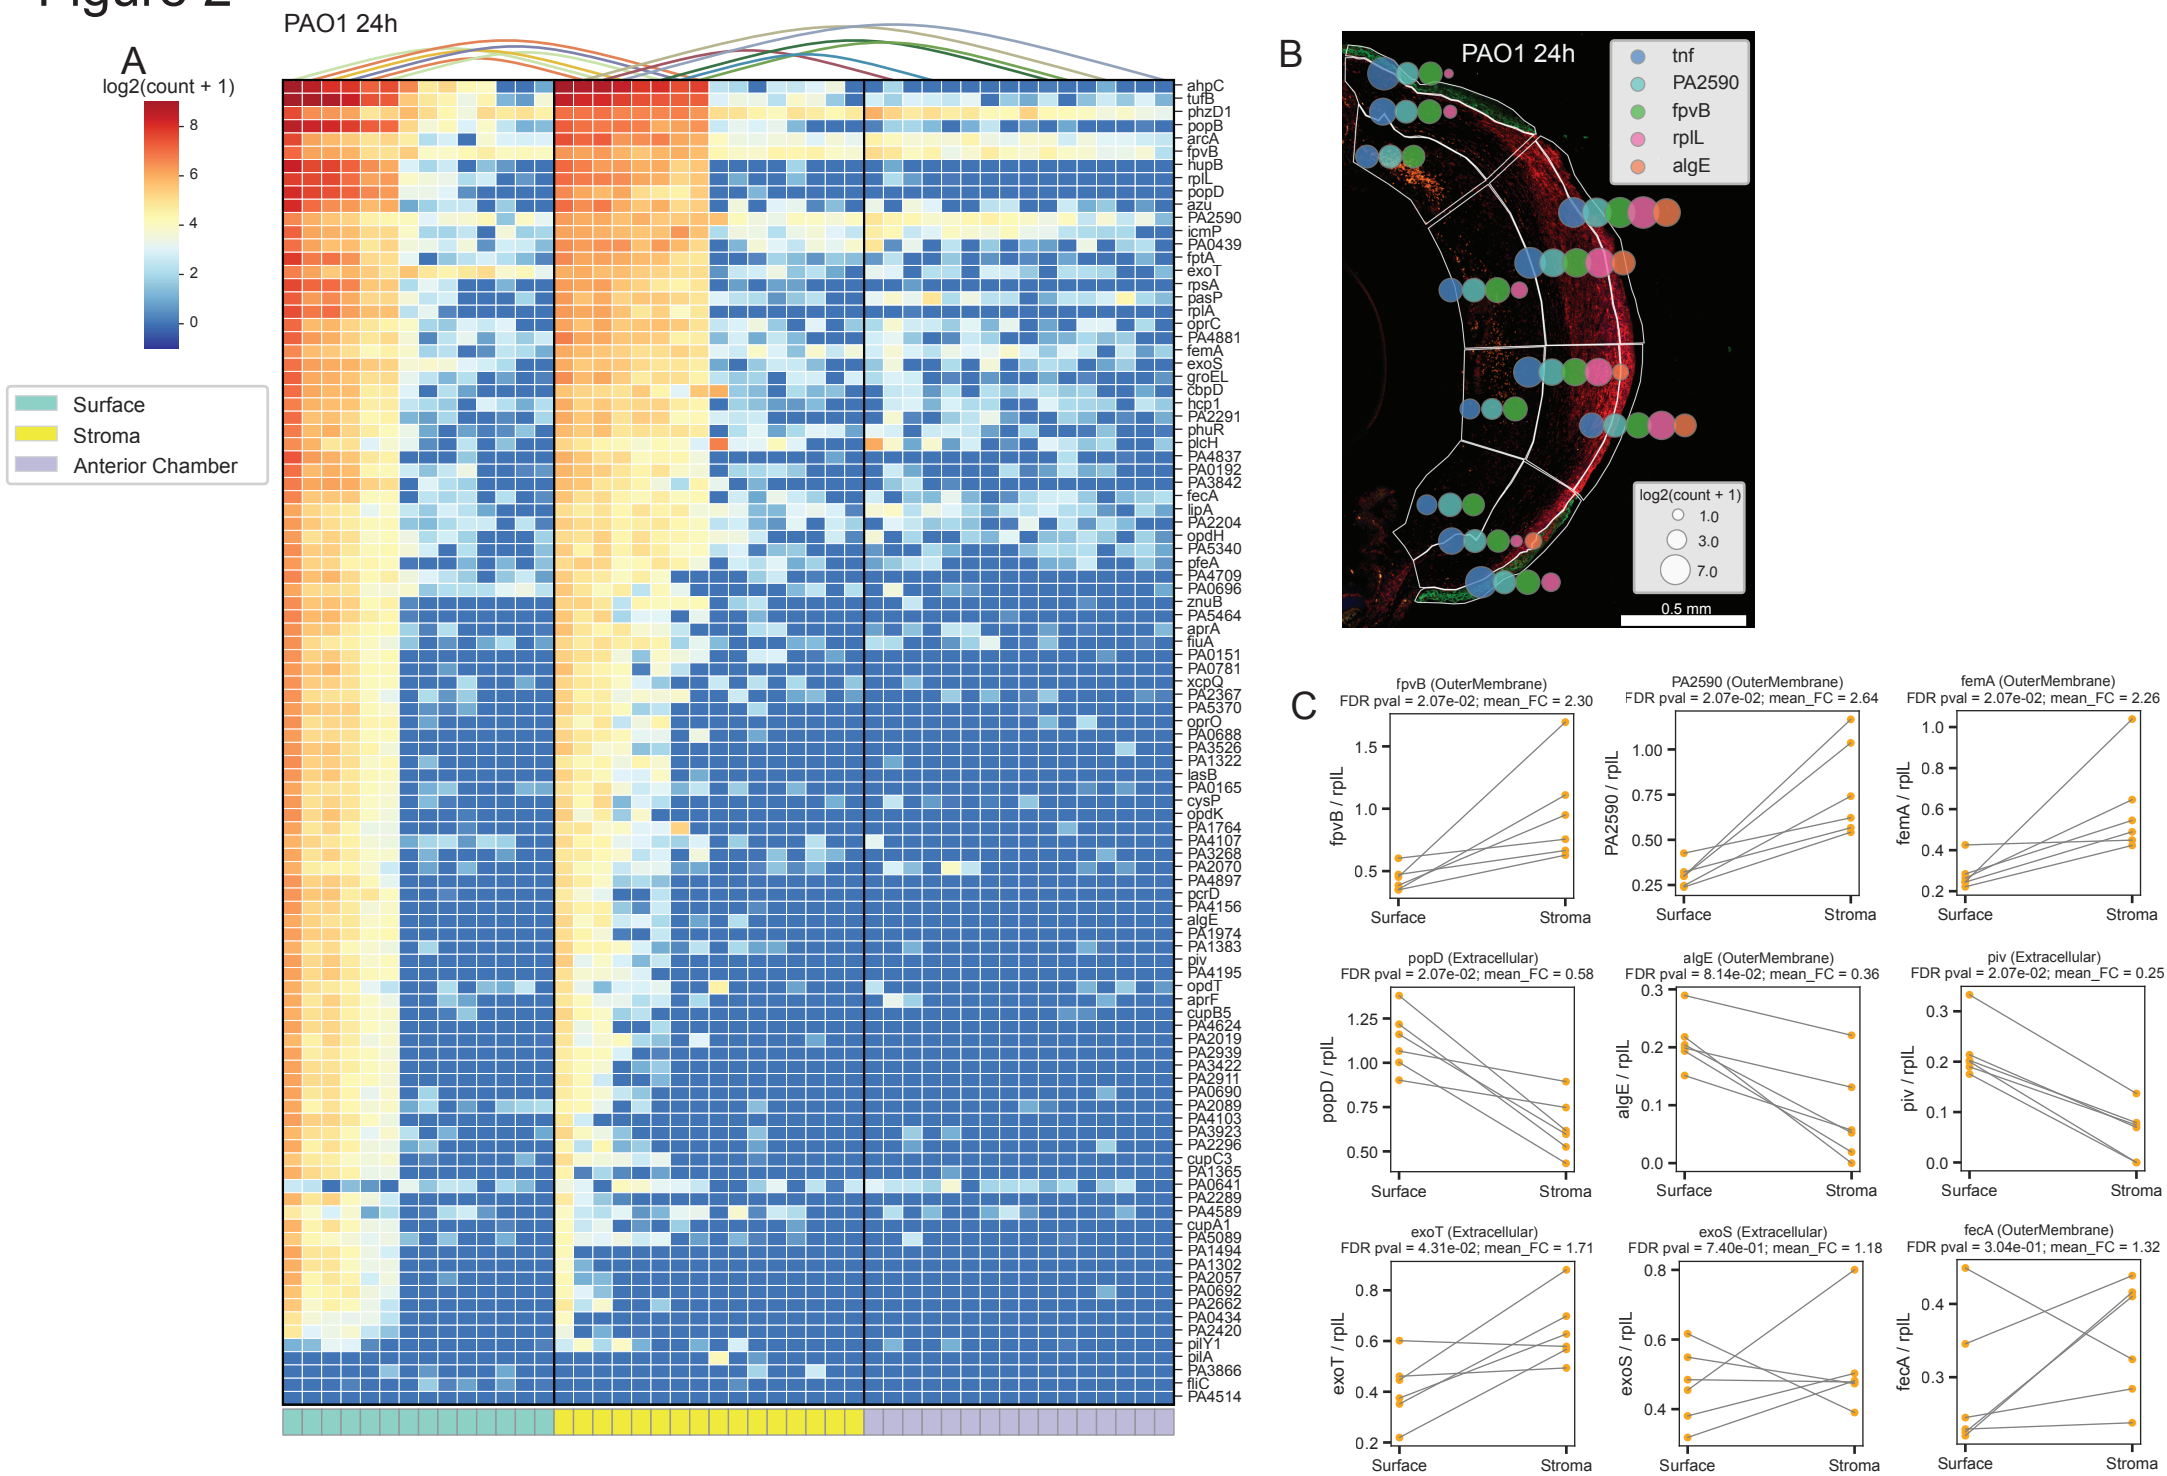 Figure 2
PAO1 24h
A
log2(count + 1)
8
6
4
2
0
Surface
Stroma
Anterior Chamber
ahpC
tufB
phzD1
popB
arcA
fpvB
hupB
rplL
popD
azu
PA2590
icmP
PA0439
fptA
exoT
rpsA
pasP
rplA
oprC
PA4881
femA
exoS
groEL
cbpD
hcp1
PA2291
phuR
plcH
PA4837
PA0192
PA3842
fecA
lipA
PA2204
opdH
PA5340
pfeA
PA4709
PA0696
znuB
PA5464
aprA
fiuA
PA0151
PA0781
xcpQ
PA2367
PA5370
oprO
PA0688
PA3526
PA1322
lasB
PA0165
cysP
opdK
PA1764
PA4107
PA3268
PA2070
PA4897
pcrD
PA4156
algE
PA1974
PA1383
piv
PA4195
opdT
aprF
cupB5
PA4624
PA2019
PA2939
PA3422
PA2911
PA0690
PA2089
PA4103
PA3923
PA2296
cupC3
PA1365
PA0641
PA2289
PA4589
cupA1
PA5089
PA1494
PA1302
PA2057
PA0692
PA2662
PA0434
PA2420
pilY1
pilA
PA3866
fliC
PA4514
B
PAO1 24h
tnf
PA2590
fpvB
rplL
algE
log2(count + 1)
1.0
3.0
7.0
0.5 mm
C
fpvB (OuterMembrane)
FDR pval = 2.07e-02; mean_FC = 2.30
fpvB / rplL
1.5
1.0
0.5
Surface Stroma
PA2590 (OuterMembrane)
FDR pval = 2.07e-02; mean_FC = 2.64
PA2590 / rplL
1.00
0.75
0.50
0.25
Surface Stroma
femA (OuterMembrane)
FDR pval = 2.07e-02; mean_FC = 2.26
femA / rplL
1.0
0.8
0.6
0.4
0.2
Surface Stroma
popD (Extracellular)
FDR pval = 2.07e-02; mean_FC = 0.58
popD / rplL
1.25
1.00
0.75
0.50
Surface Stroma
algE (OuterMembrane)
FDR pval = 8.14e-02; mean_FC = 0.36
algE / rplL
0.3
0.2
0.1
0.0
Surface Stroma
piv (Extracellular)
FDR pval = 2.07e-02; mean_FC = 0.25
piv / rplL
0.3
0.2
0.1
0.0
Surface Stroma
exoT (Extracellular)
FDR pval = 4.31e-02; mean_FC = 1.71
exoT / rplL
0.8
0.6
0.4
0.2
Surface Stroma
exoS (Extracellular)
FDR pval = 7.40e-01; mean_FC = 1.18
exoS / rplL
0.8
0.6
0.4
Surface Stroma
fecA (OuterMembrane)
FDR pval = 3.04e-01; mean_FC = 1.32
fecA / rplL
0.4
0.3
Surface Stroma